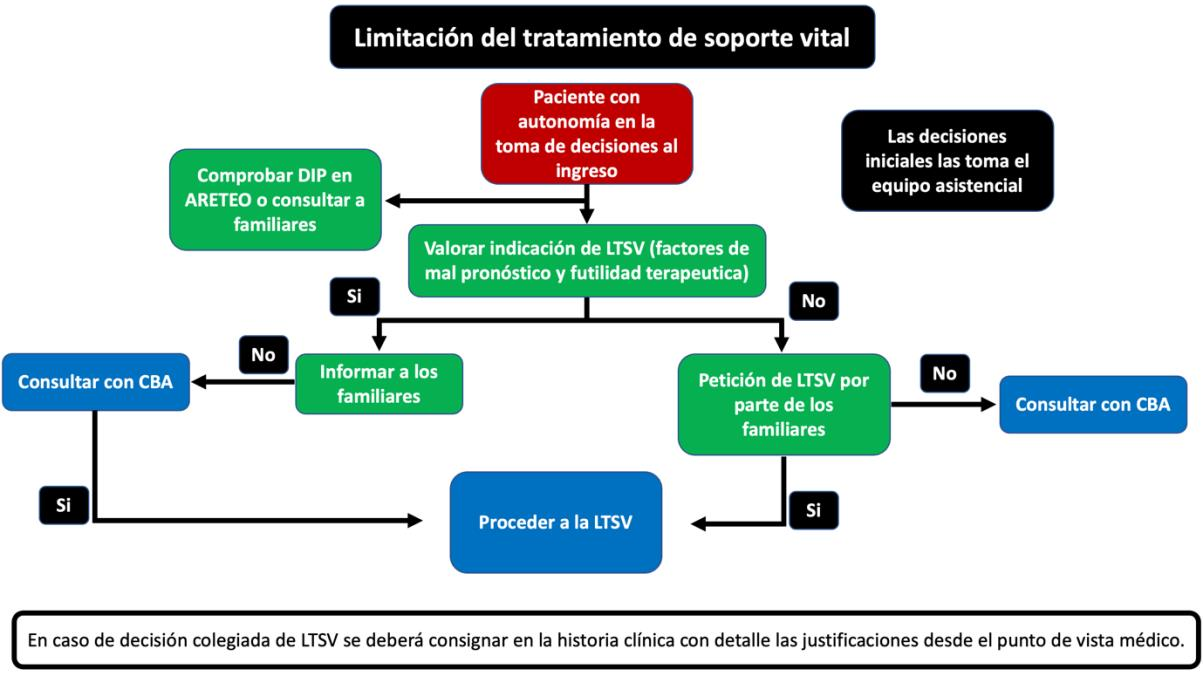 Limitación del tratamiento de soporte vital
Paciente con
autonomía en la
toma de decisiones al
ingreso
Las decisiones
iniciales las toma el
equipo asistencial
Comprobar DIP en
ARETEO o consultar a
familiares
Valorar indicación de LTSV (factores de
mal pronóstico y futilidad terapeutica)
Si
No
Consultar con CBA
No
Informar a los
familiares
Petición de LTSV por
parte de los
familiares
No
Consultar con CBA
Si
Proceder a la LTSV
Si
En caso de decisión colegiada de LTSV se deberá consignar en la historia clínica con detalle las justificaciones desde el punto de vista médico.